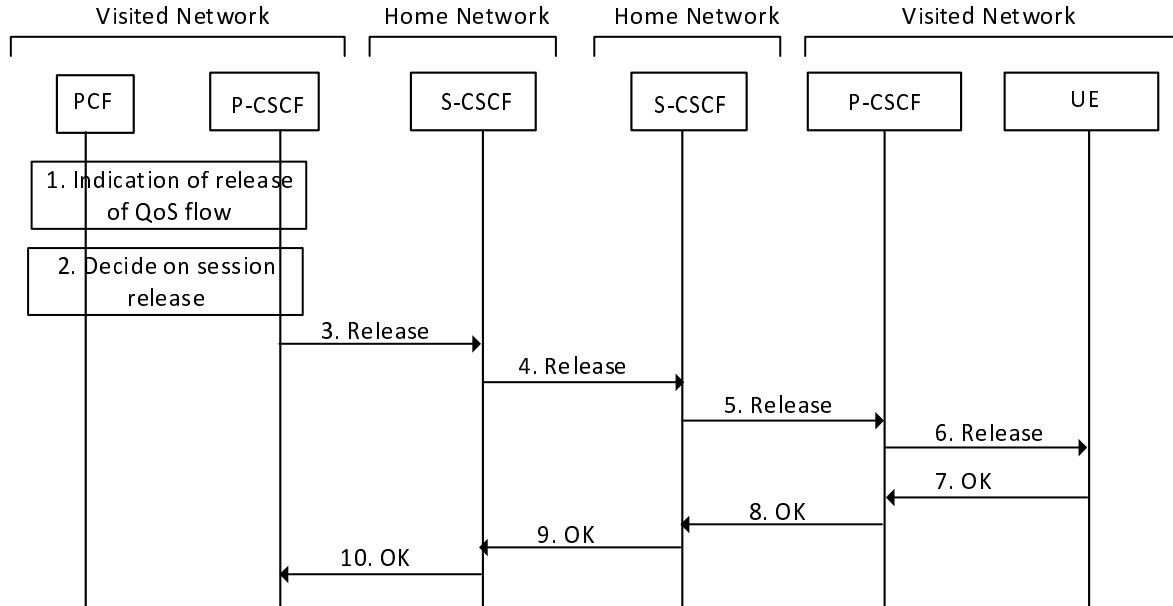 Visited Network
Home Network
Home Network
Visited Network
PCF
P-CSCF
S-CSCF
S-CSCF
P-CSCF
UE
1. Indication of release
of QoS flow
2. Decide on session
release
3. Release
4. Release
5. Release
6. Release
7. OK
8. OK
9. OK
10. OK